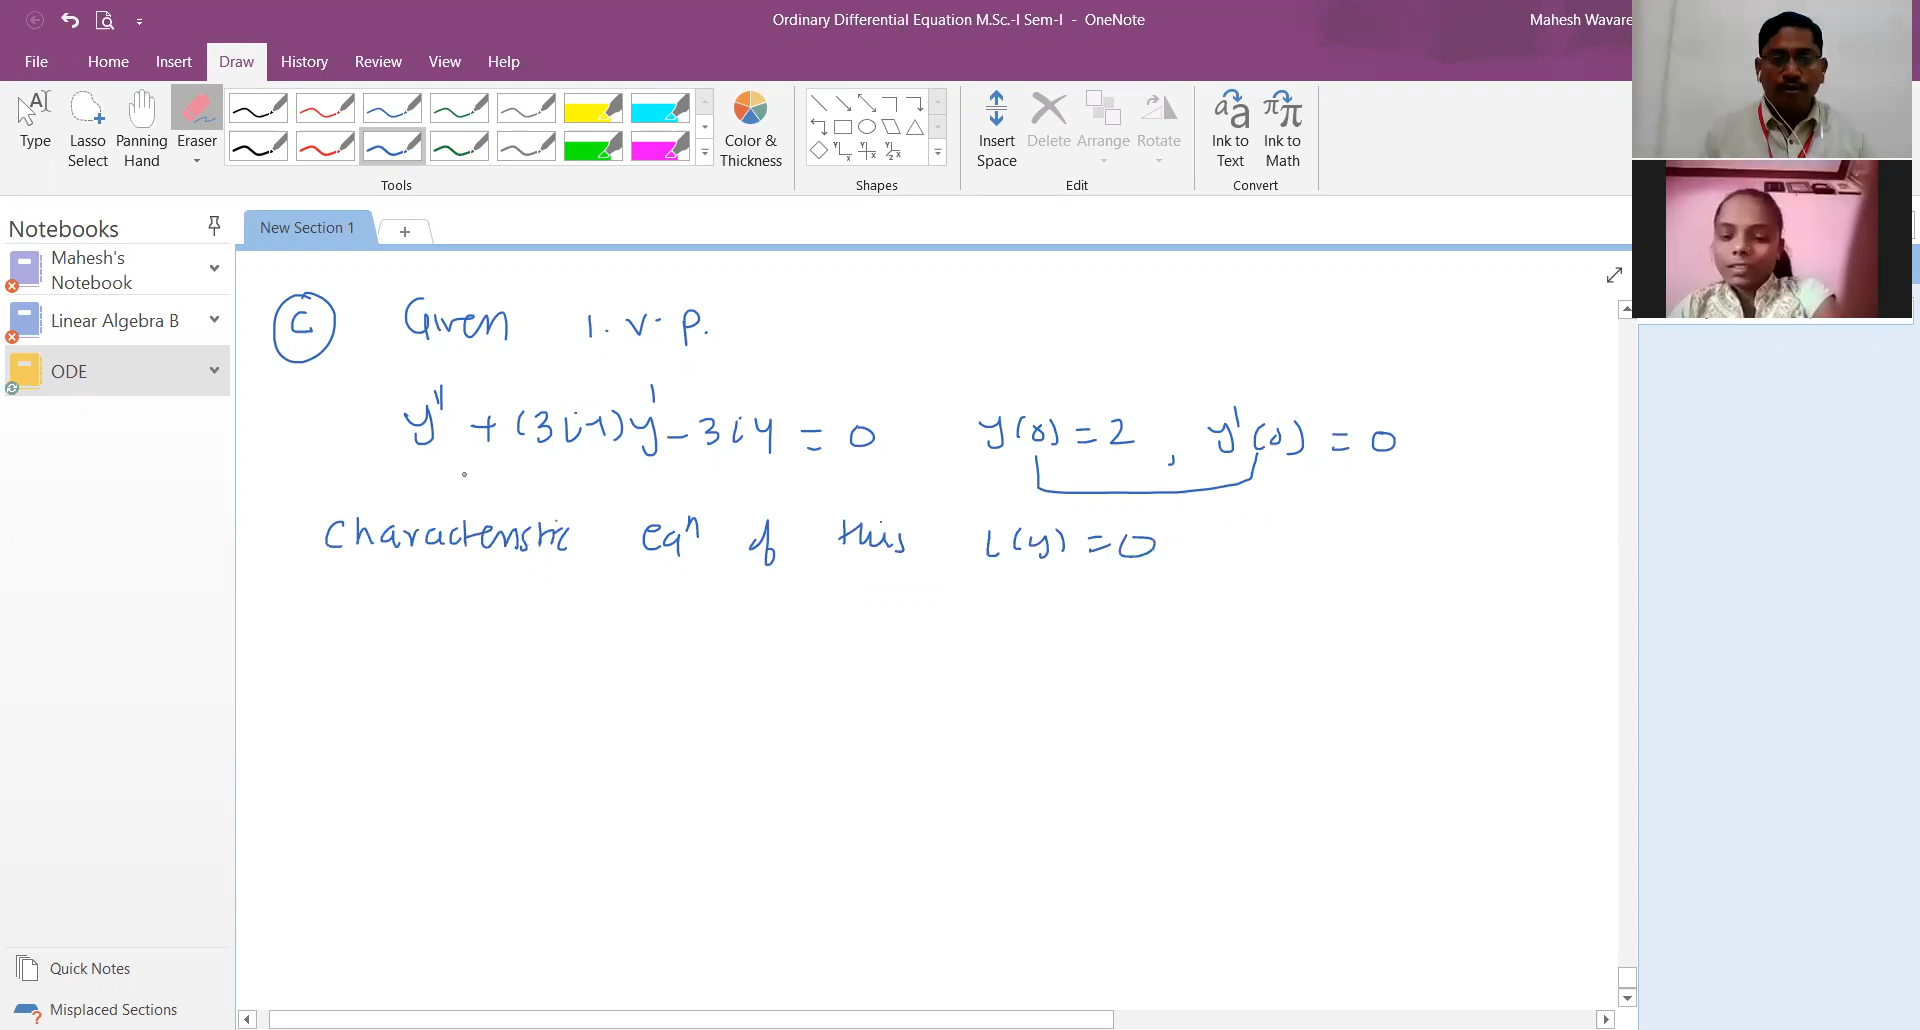 Ordinary Differential Equation M.Sc.-I Sem-I - OneNote
Mahesh Wavare
File Home Insert Draw History Review View Help
Type
Lasso Select
Panning Hand
Eraser
Color & Thickness
Insert Space
Delete
Arrange
Rotate
Ink to Text
Ink to Math
Tools
Shapes
Edit
Convert
Notebooks
Mahesh's Notebook
Linear Algebra B
ODE
Quick Notes
Misplaced Sections
New Section 1
C Given I.V.P.
y'' + (3i-1)y' - 3iy = 0 y(0) = 2, y'(0) = 0
Characteristic eqⁿ of this L(y) = 0